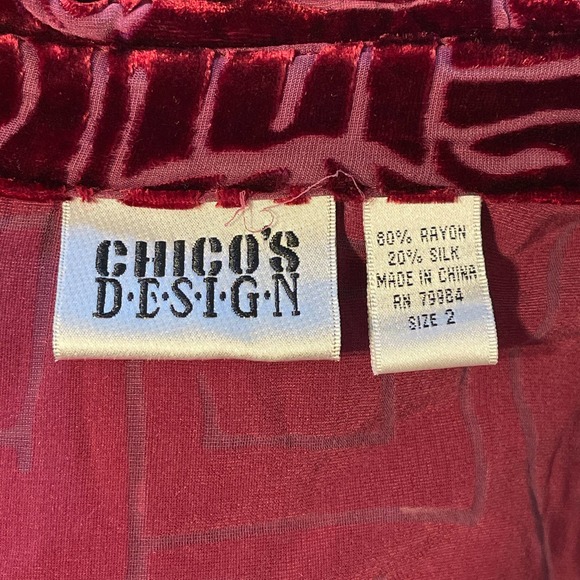 CHICO'S
D·E·S·I·G·N
80% RAYON
20% SILK
MADE IN CHINA
RN 79984
SIZE 2